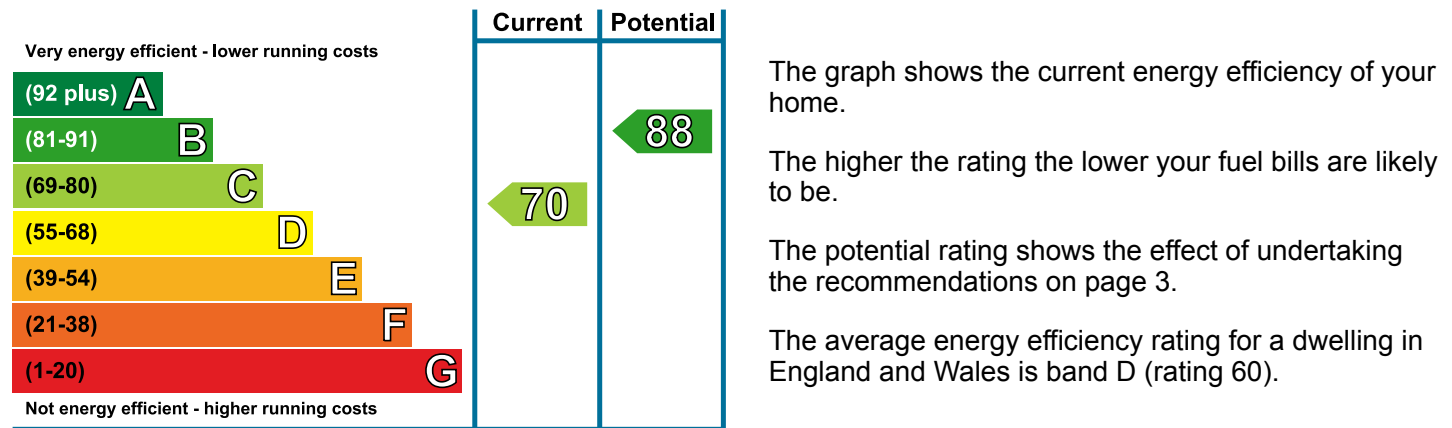 Current Potential
Very energy efficient - lower running costs
(92 plus) A
(81-91) B
(69-80) C
(55-68) D
(39-54) E
(21-38) F
(1-20) G
Not energy efficient - higher running costs
70
88
The graph shows the current energy efficiency of your
home.
The higher the rating the lower your fuel bills are likely
to be.
The potential rating shows the effect of undertaking
the recommendations on page 3.
The average energy efficiency rating for a dwelling in
England and Wales is band D (rating 60).